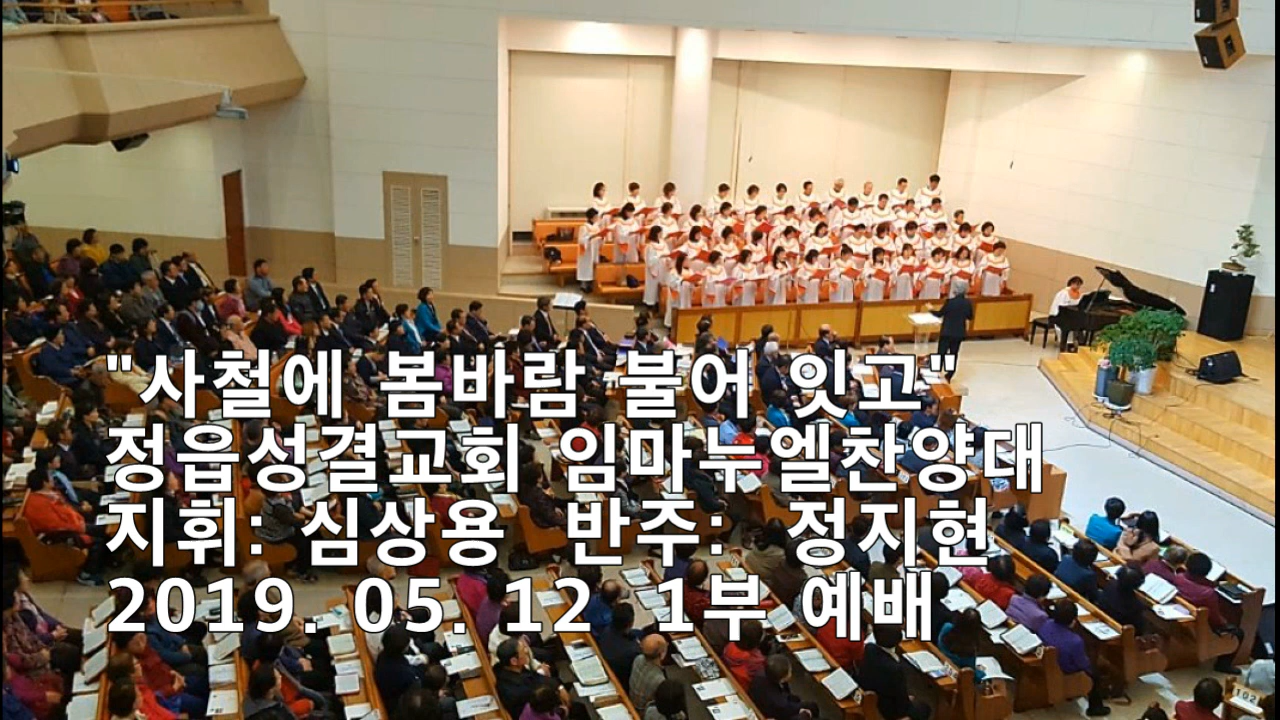 "사철에 봄바람 불어 잇고"
정읍성결교회 임마누엘찬양대
지휘: 심상용 반주: 정지현
2019. 05. 12 1부 예배
102